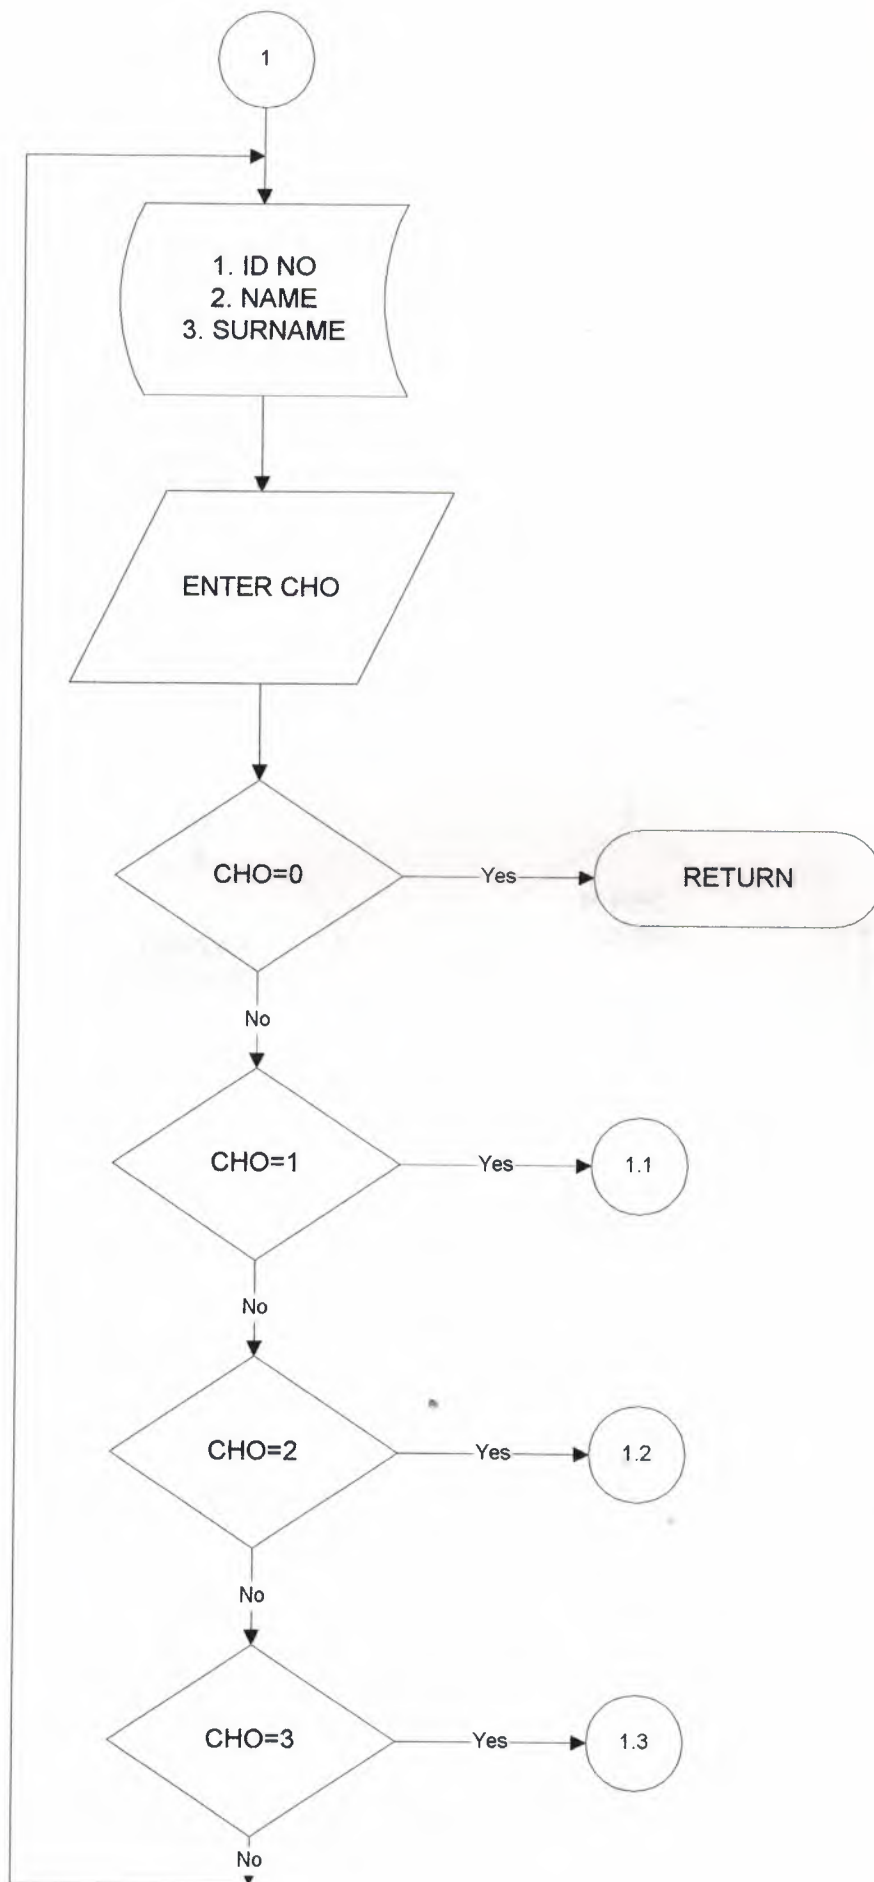 1
1. ID NO
2. NAME
3. SURNAME
ENTER CHO
CHO=0
Yes
RETURN
No
CHO=1
Yes
1.1
No
CHO=2
Yes
1.2
No
CHO=3
Yes
1.3
No